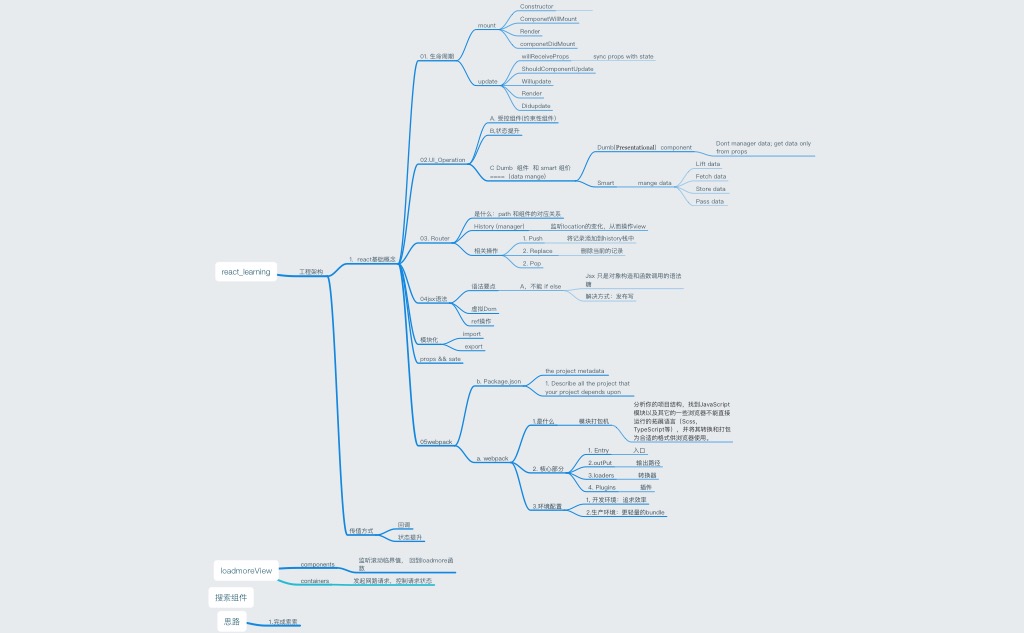 react_learning
工程架构
1. react基础概念
01. 生命周期
mount
Constructor
ComponetWillMount
Render
componetDidMount
update
willReceiveProps
sync props with state
ShouldComponentUpdate
Willupdate
Render
Didupdate
02.UI_Operation
A. 受控组件(约束性组件)
B.状态提升
C Dumb 组件 和 smart 组价
==== (data mange)
Dumb(Presentational) component
Dont manager data, get data only
from props
Smart
mange data
Lift data
Fetch data
Store data
Pass data
03. Router
是什么：path 和组件的对应关系
History (manager)
监听location的变化，从而操作view
相关操作
1. Push
将记录添加到history栈中
2. Replace
删除当前的记录
2. Pop
04jsx语法
语法要点
A，不能 if else
Jsx 只是对象构造和函数调用的语法
糖
解决方式：发布写
虚拟Dom
ref操作
模块化
import
export
props && sate
05webpack
b. Package.json
the project metadata
1. Describe all the project that
your project depends upon
a. webpack
1.是什么
模块打包机
分析你的项目结构，找到JavaScript
模块以及其它的一些浏览器不能直接
运行的拓展语言（Scss,
TypeScript等），并将其转换和打包
为合适的格式供浏览器使用。
2. 核心部分
1. Entry
入口
2.outPut
输出路径
3.loaders
转换器
4. Plugins
插件
3.环境配置
1. 开发环境：追求效率
2.生产环境：更轻量的bundle
传值方式
回调
状态提升
loadmoreView
components
监听滚动临界值， 回到loadmore函
数
containers
发起网路请求，控制请求状态
搜索组件
思路
1.完成索索